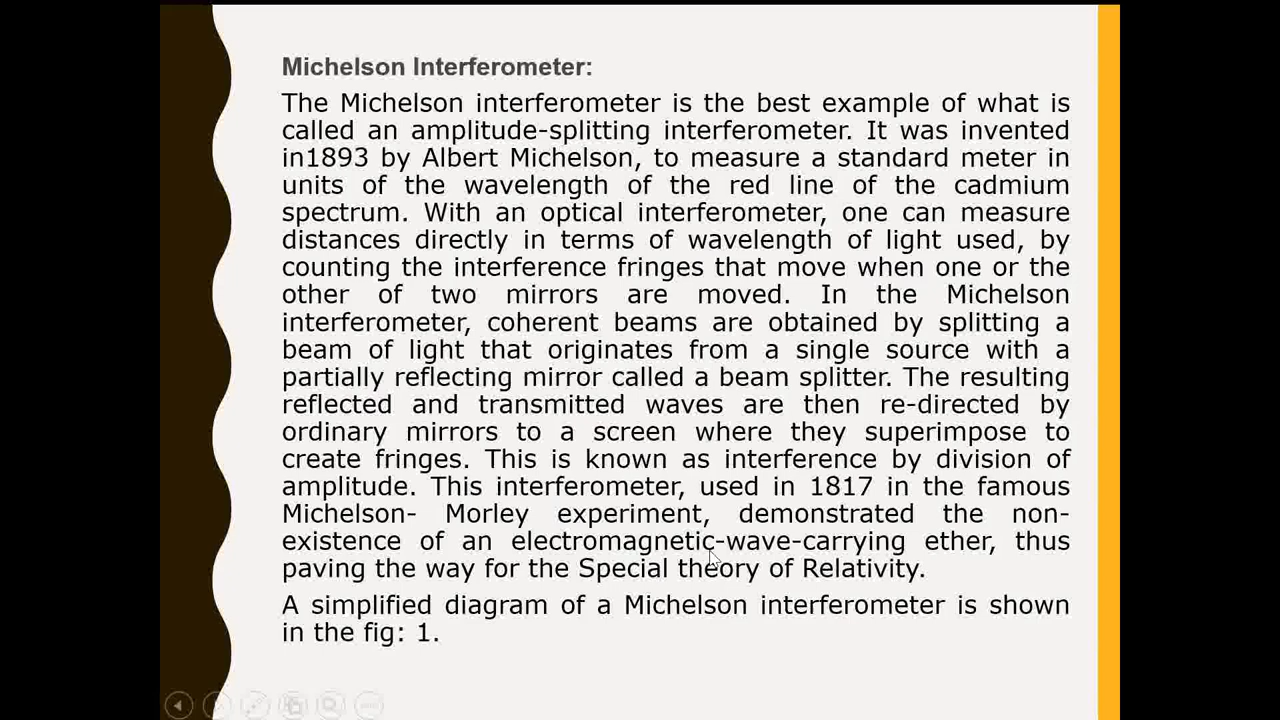 Michelson Interferometer:
The Michelson interferometer is the best example of what is
called an amplitude-splitting interferometer. It was invented
in1893 by Albert Michelson, to measure a standard meter in
units of the wavelength of the red line of the cadmium
spectrum. With an optical interferometer, one can measure
distances directly in terms of wavelength of light used, by
counting the interference fringes that move when one or the
other of two mirrors are moved. In the Michelson
interferometer, coherent beams are obtained by splitting a
beam of light that originates from a single source with a
partially reflecting mirror called a beam splitter. The resulting
reflected and transmitted waves are then re-directed by
ordinary mirrors to a screen where they superimpose to
create fringes. This is known as interference by division of
amplitude. This interferometer, used in 1817 in the famous
Michelson- Morley experiment, demonstrated the non-
existence of an electromagnetic-wave-carrying ether, thus
paving the way for the Special theory of Relativity.
A simplified diagram of a Michelson interferometer is shown
in the fig: 1.